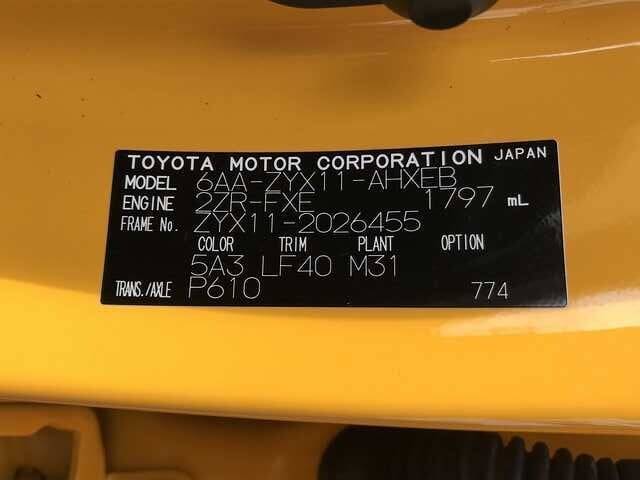 TOYOTA MOTOR CORPORATION JAPAN
MODEL 6AA-ZYX11-AHXEB
ENGINE 2ZR-FXE 1797 mL
FRAME No. ZYX11-2026455
COLOR TRIM PLANT OPTION
5A3 LF40 M31
TRANS./AXLE P610 774